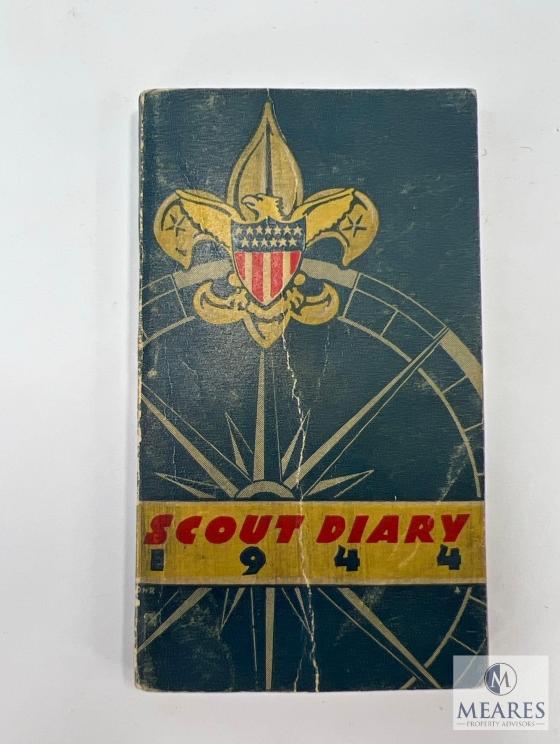 SCOUT DIARY
1944
M
MEARES
PROPERTY ADVISORS